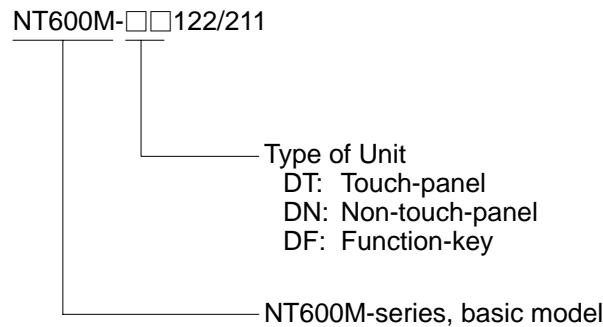 NT600M-□□122/211
Type of Unit
DT: Touch-panel
DN: Non-touch-panel
DF: Function-key
NT600M-series, basic model